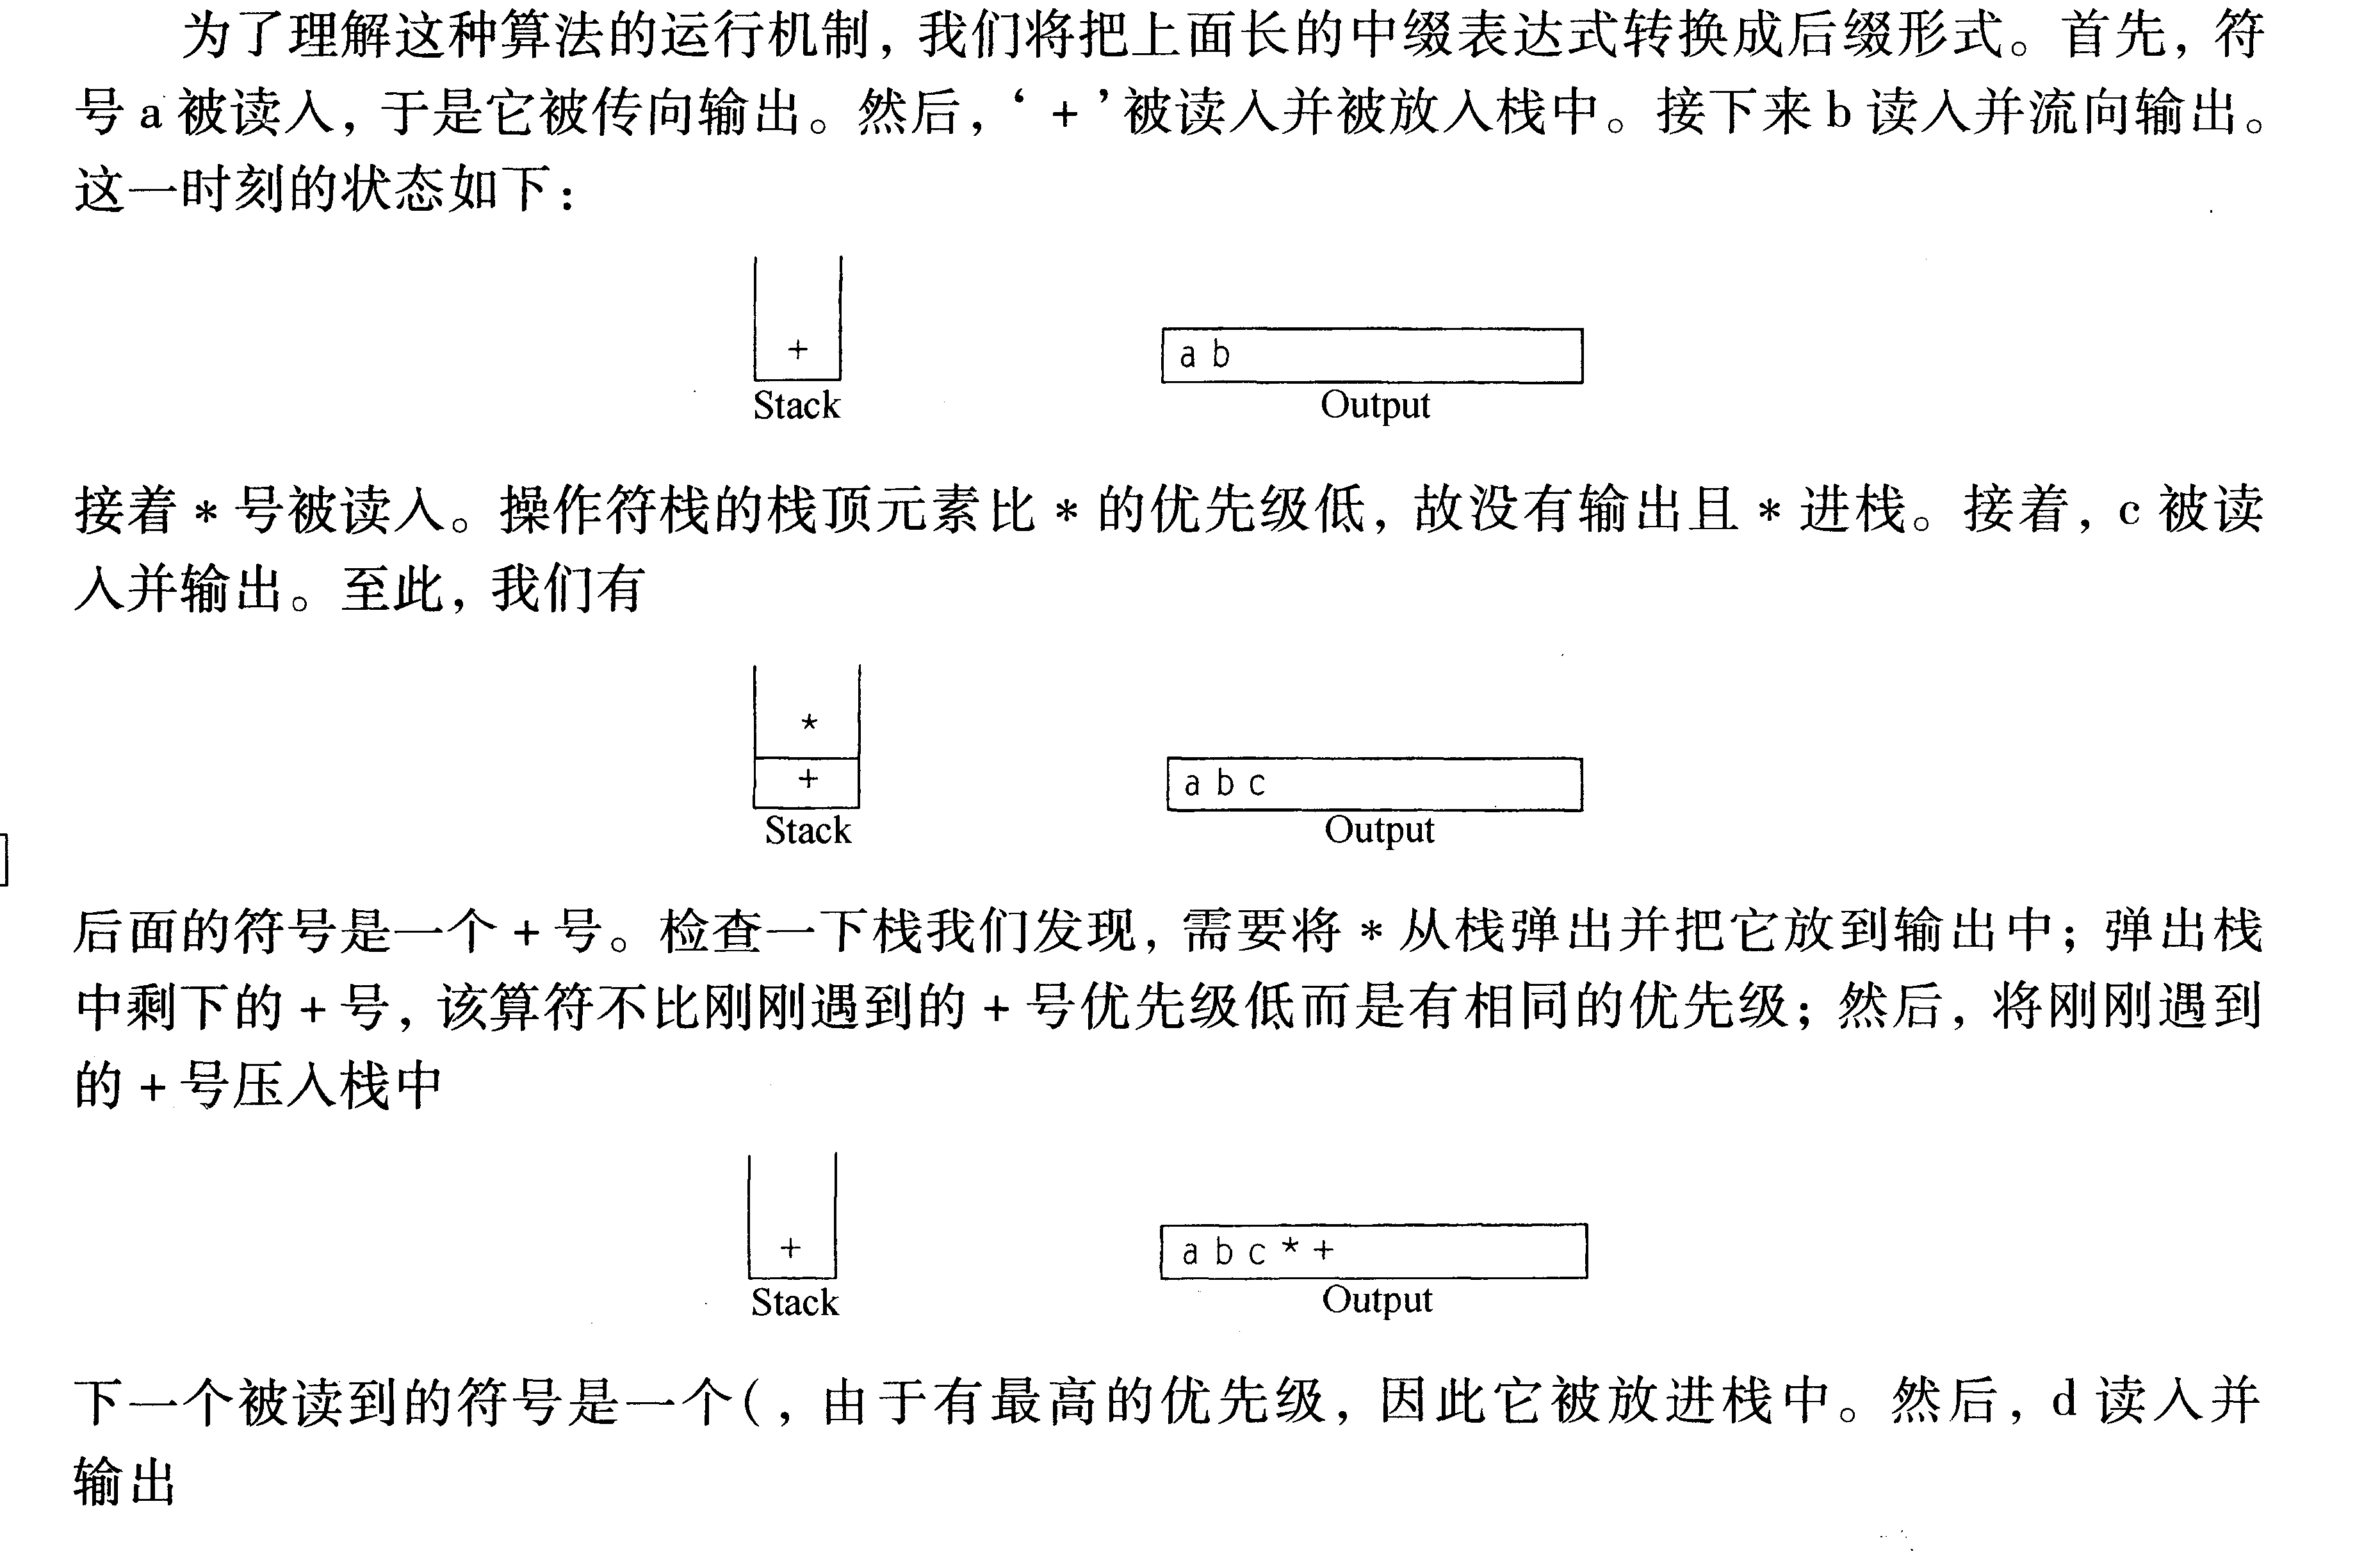 为了理解这种算法的运行机制，我们将把上面长的中缀表达式转换成后缀形式。首先，符
号 a 被读入，于是它被传向输出。然后，‘+’被读入并被放入栈中。接下来 b 读入并流向输出。
这一时刻的状态如下：
+
Stack
a b
Output
接着 * 号被读入。操作符栈的栈顶元素比 * 的优先级低，故没有输出且 * 进栈。接着，c 被读
入并输出。至此，我们有
*
+
Stack
a b c
Output
后面的符号是一个 + 号。检查一下栈我们发现，需要将 * 从栈弹出并把它放到输出中；弹出栈
中剩下的 + 号，该算符不比刚刚遇到的 + 号优先级低而是有相同的优先级；然后，将刚刚遇到
的 + 号压入栈中
+
Stack
a b c * +
Output
下一个被读到的符号是一个(，由于有最高的优先级，因此它被放进栈中。然后，d 读入并
输出